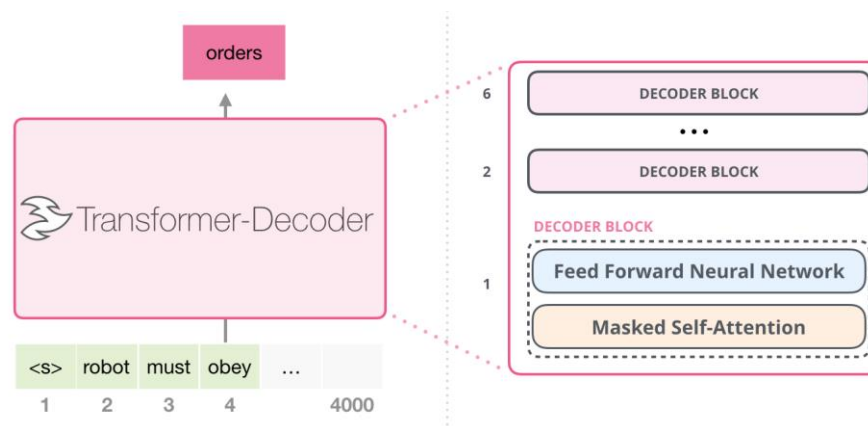 orders
Transformer-Decoder
<s> robot must obey ...
1 2 3 4 4000
6 DECODER BLOCK
...
2 DECODER BLOCK
DECODER BLOCK
1
Feed Forward Neural Network
Masked Self-Attention